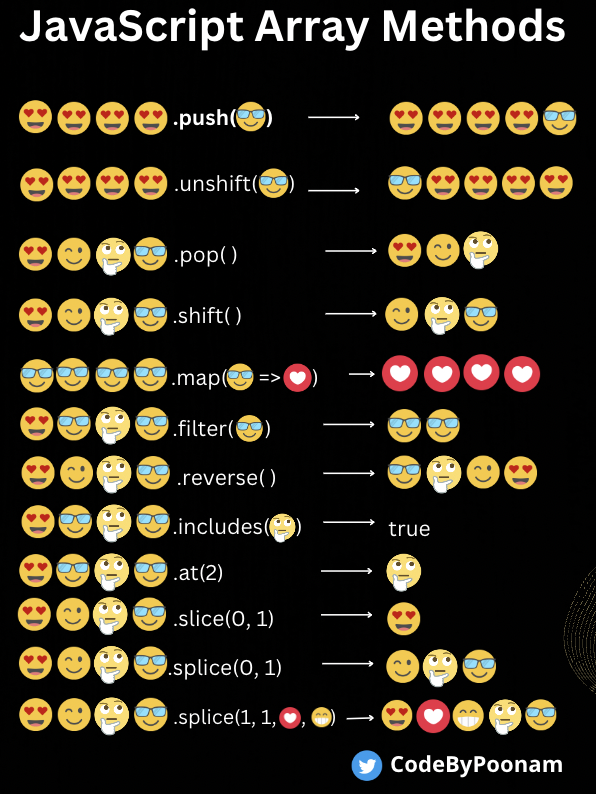 JavaScript Array Methods
😍😍😍😍.push(😎) ⟶ 😍😍😍😍😎
😍😍😍😍.unshift(😎) ⟶ 😎😍😍😍😍
😍😉🤔😎.pop( ) ⟶ 😍😉🤔
😍😉🤔😎.shift( ) ⟶ 😉🤔😎
😎😎😎😎.map(😎 => 💟) ⟶ 💟💟💟💟
😍😎🤔😎.filter(😎) ⟶ 😎😎
😍😉🤔😎.reverse( ) ⟶ 😎🤔😉😍
😍😎🤔😎.includes(🤔) ⟶ true
😍😎🤔😎.at(2) ⟶ 🤔
😍😉🤔😎.slice(0, 1) ⟶ 😍
😍😉🤔😎.splice(0, 1) ⟶ 😉🤔😎
😍😉🤔😎.splice(1, 1, 💟, 😁) ⟶ 😍💟😁🤔😎
CodeByPoonam